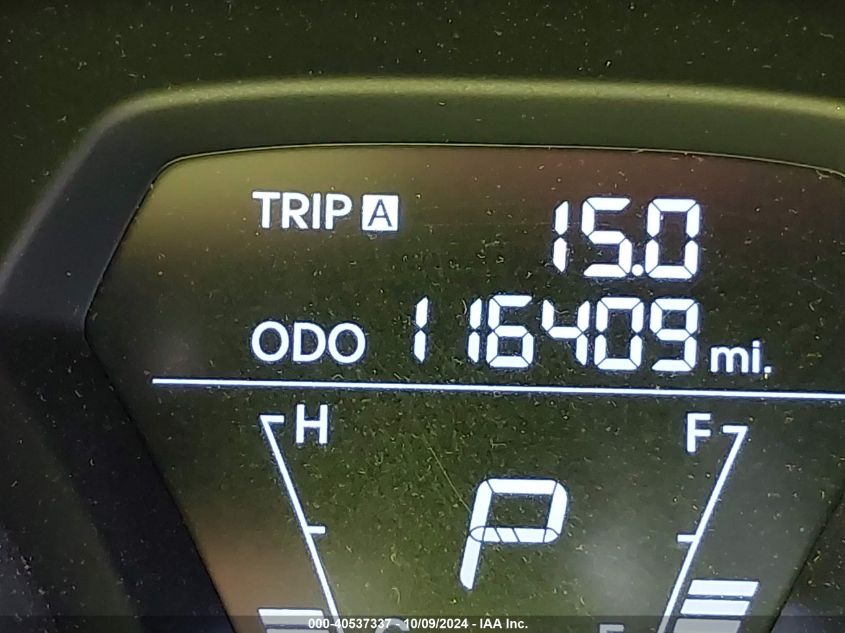 TRIP A 15.0
ODO 116409 mi.
H F
P
C E
000-40537337 - 10/09/2024 - IAA Inc.